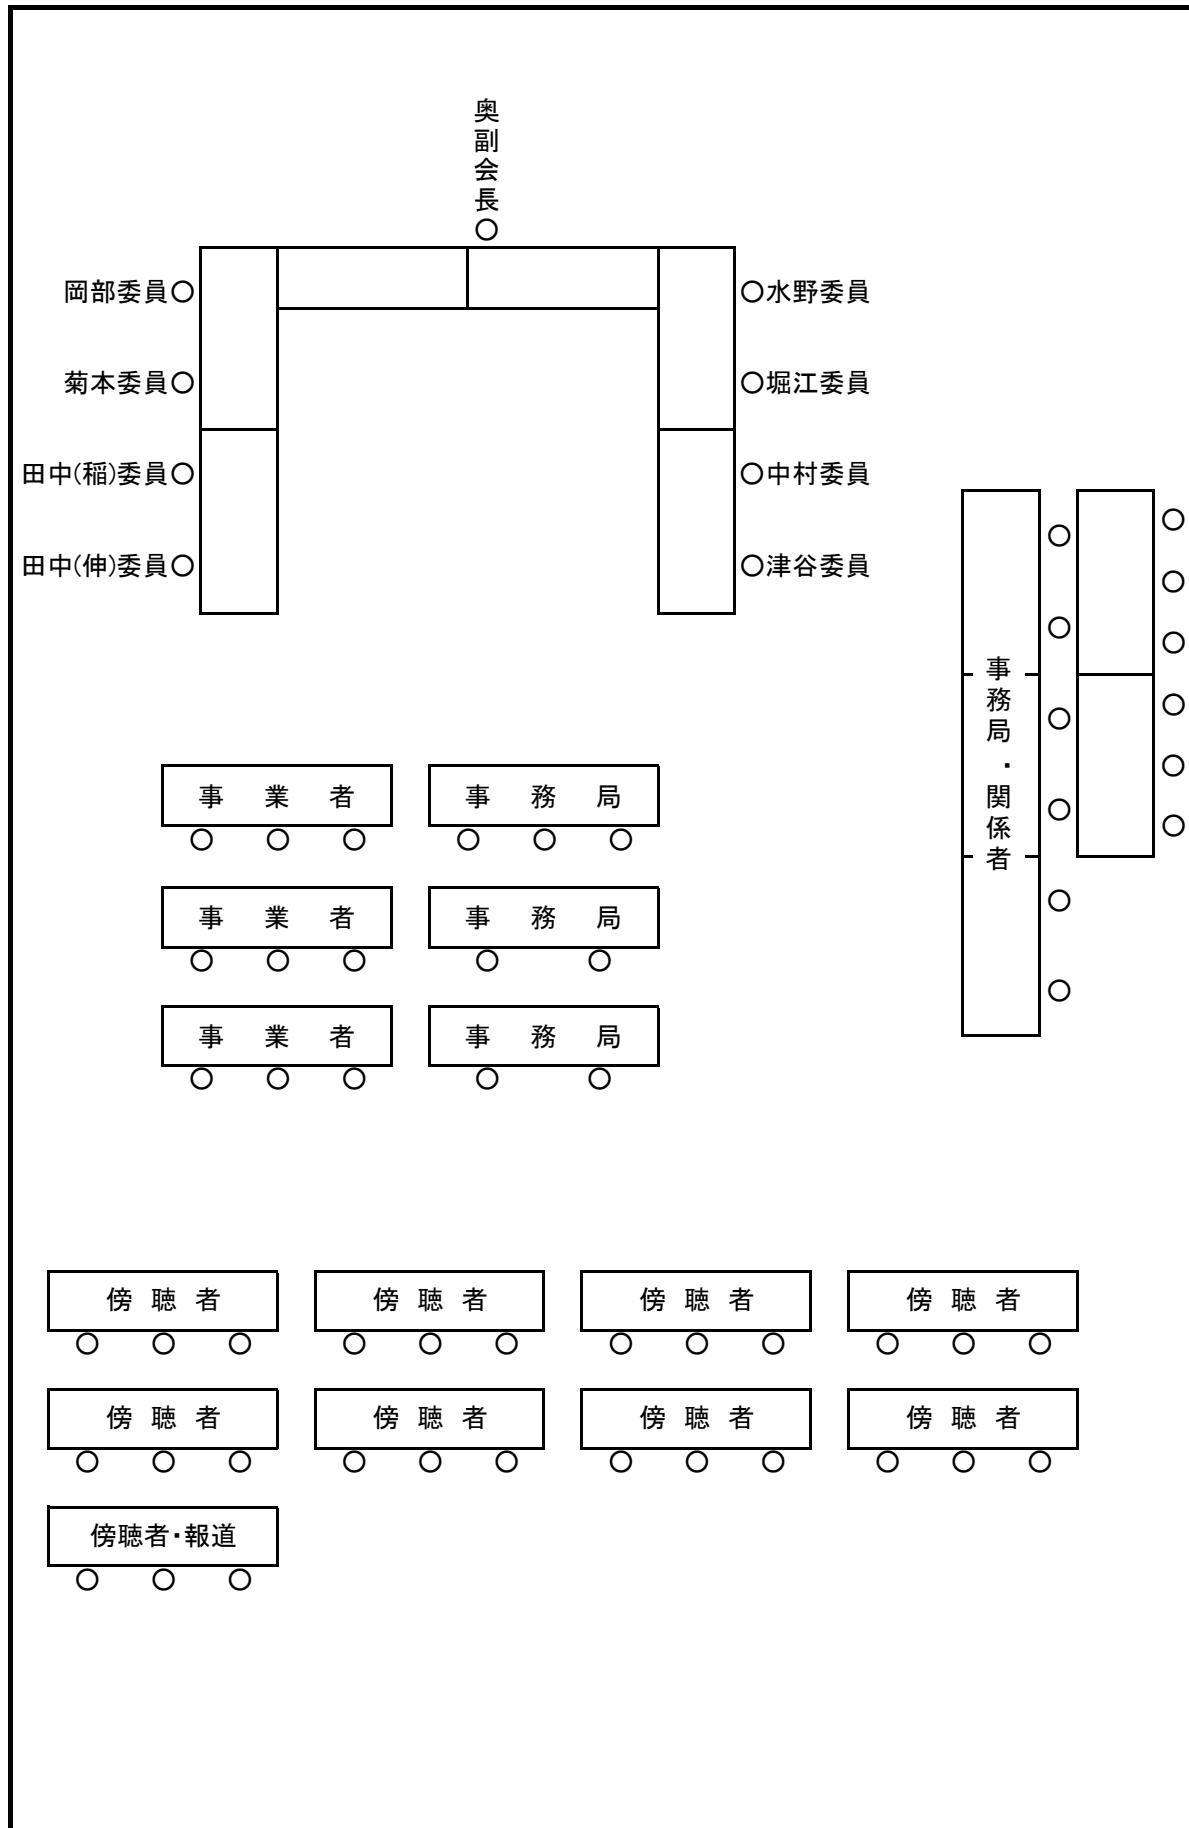 奥副会長○
岡部委員○
○水野委員
菊本委員○
○堀江委員
田中(稲)委員○
○中村委員
田中(伸)委員○
○津谷委員
事務局・関係者
事業者
事務局
事業者
事務局
事業者
事務局
傍聴者
傍聴者
傍聴者
傍聴者
傍聴者
傍聴者
傍聴者
傍聴者
傍聴者・報道